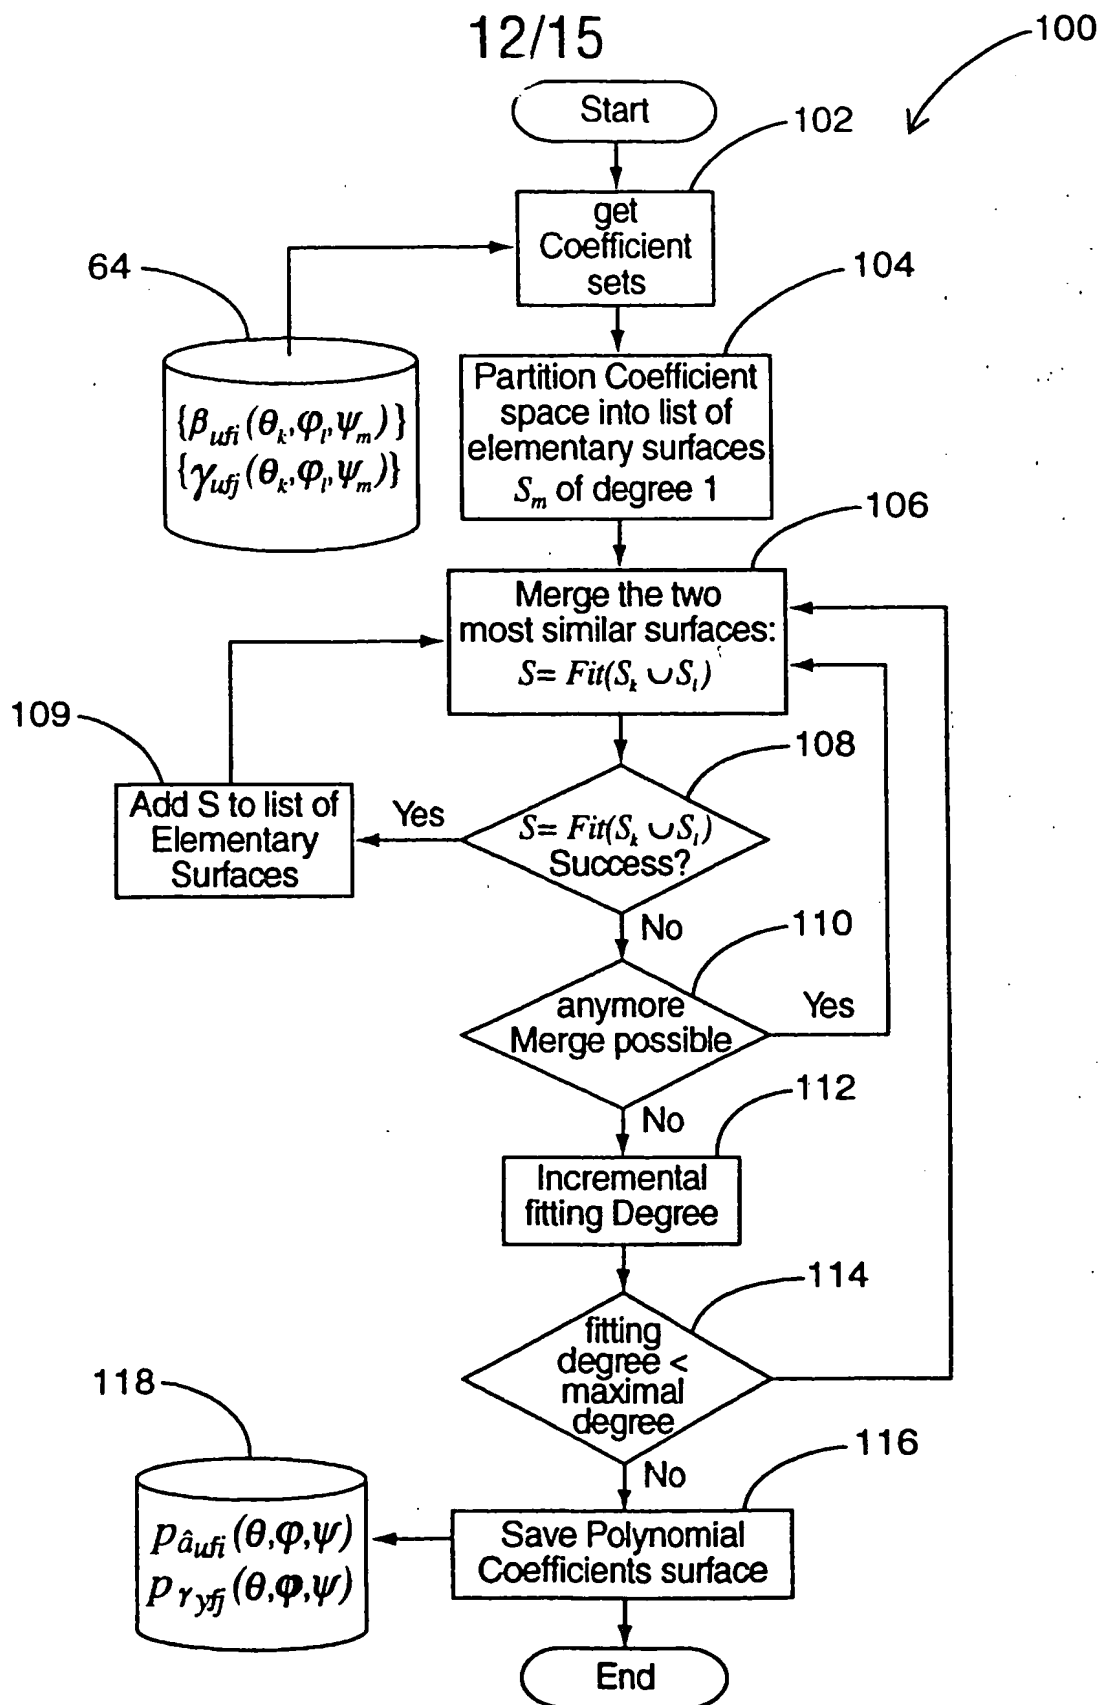 12/15
100
Start
102
get
Coefficient
sets
64
{β_ufi(θ_k,φ_l,ψ_m)}
{γ_ufj(θ_k,φ_l,ψ_m)}
104
Partition Coefficient
space into list of
elementary surfaces
S_m of degree 1
106
Merge the two
most similar surfaces:
S= Fit(S_k ∪S_l)
109
Add S to list of
Elementary
Surfaces
Yes
108
S= Fit(S_k ∪S_l)
Success?
No
110
anymore
Merge possible
Yes
No
112
Incremental
fitting Degree
114
fitting
degree <
maximal
degree
No
116
Save Polynomial
Coefficients surface
118
p_âufi(θ,φ,ψ)
p_γyfj(θ,φ,ψ)
End